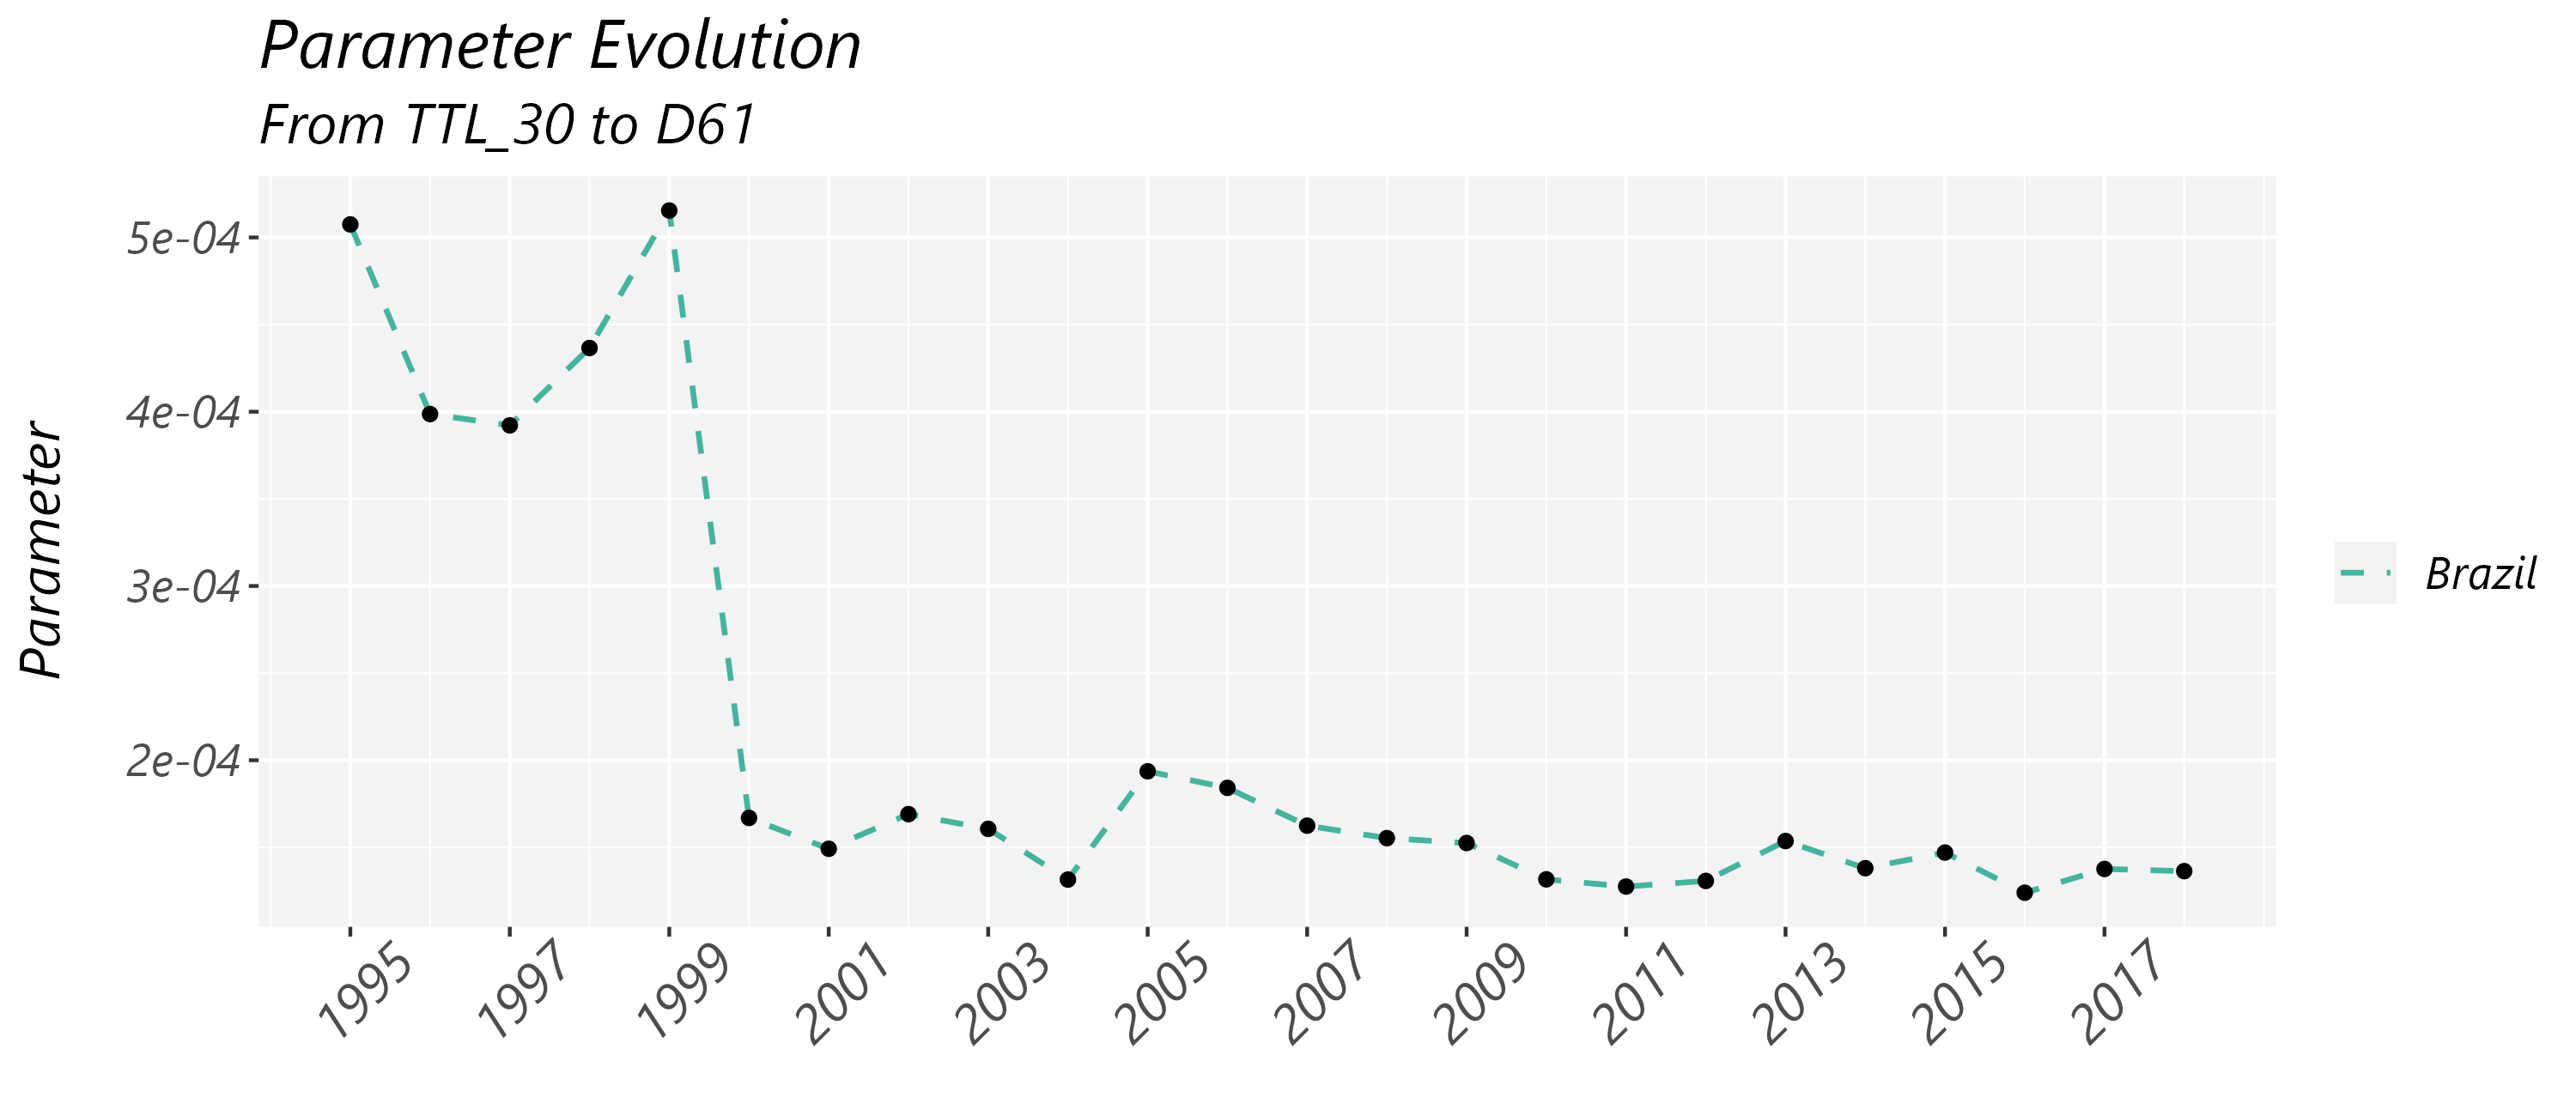 Parameter Evolution
From TTL_30 to D61
Parameter
5e-04
4e-04
3e-04
2e-04
1995
1997
1999
2001
2003
2005
2007
2009
2011
2013
2015
2017
Brazil